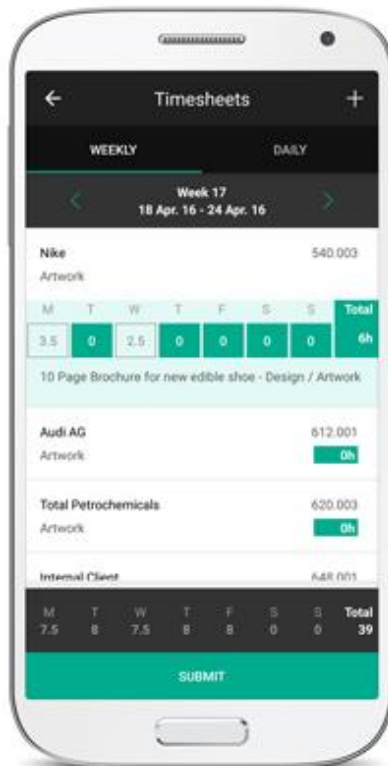 Timesheets
WEEKLY DAILY
Week 17
18 Apr. 16 - 24 Apr. 16
Nike 540.003
Artwork
M T W T F S S Total
3.5 0 2.5 0 0 0 0 6h
10 Page Brochure for new edible shoe - Design / Artwork
Audi AG 612.001
Artwork 0h
Total Petrochemicals 620.003
Artwork 0h
Internal Client 648.001
M T W T F S S Total
7.5 8 7.5 8 8 0 0 39
SUBMIT